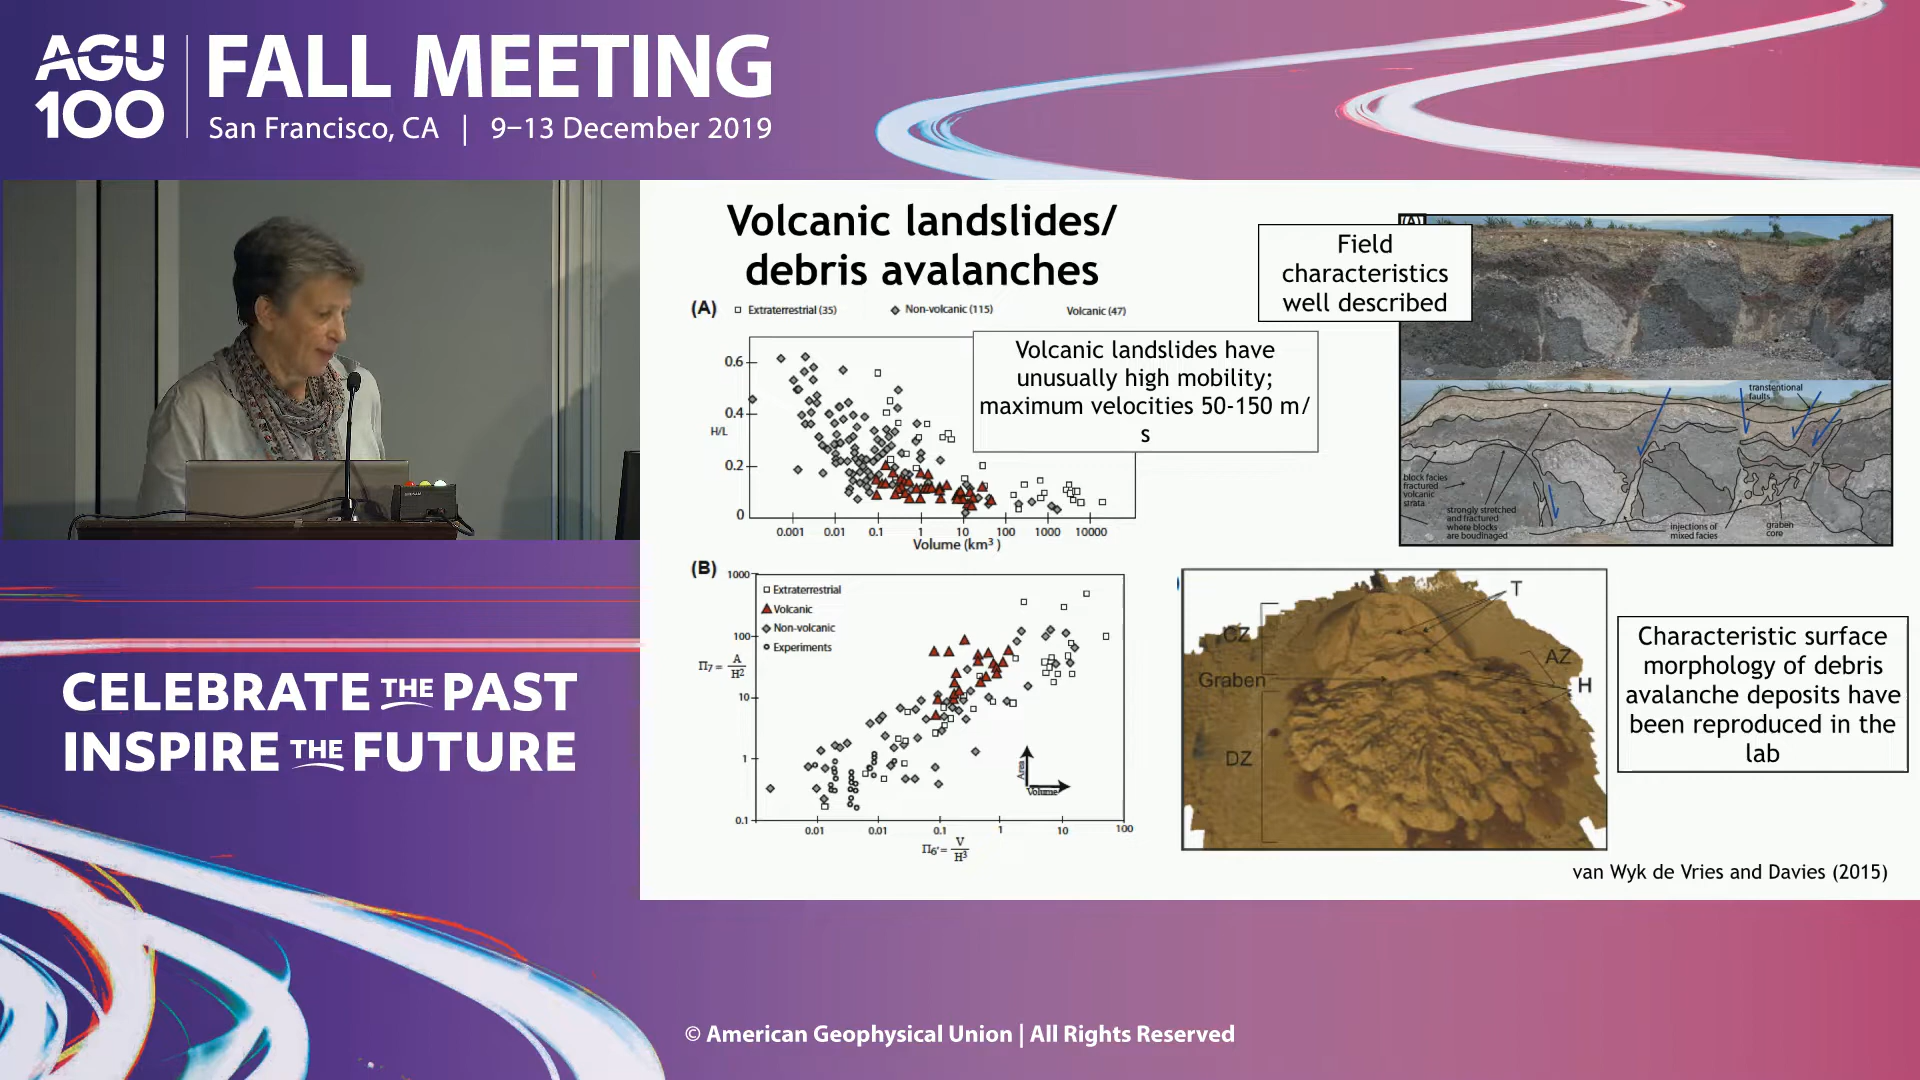 AGU
100
FALL MEETING
San Francisco, CA | 9–13 December 2019
Volcanic landslides/
debris avalanches
(A) Extraterrestrial (35) Non-volcanic (115) Volcanic (47)
0.6
0.4
H/L
0.2
0
0.001 0.01 0.1 1 10 100 1000 10000
Volume (km³)
Volcanic landslides have
unusually high mobility;
maximum velocities 50-150 m/
s
Field
characteristics
well described
(A)
transtentional
faults
block facies
fractured
volcanic
strata
strongly stretched
and fractured
where blocks
are boudinaged
injections of
mixed facies
graben
core
(B)
1000
Extraterrestrial
Volcanic
Non-volcanic
Experiments
100
Π7 = A
H²
10
1
0.1
Area
Volume
0.01 0.01 0.1 1 10 100
Π6' = V
H³
T
CZ
AZ
Graben
H
DZ
Characteristic surface
morphology of debris
avalanche deposits have
been reproduced in the
lab
van Wyk de Vries and Davies (2015)
CELEBRATE THE PAST
INSPIRE THE FUTURE
© American Geophysical Union | All Rights Reserved